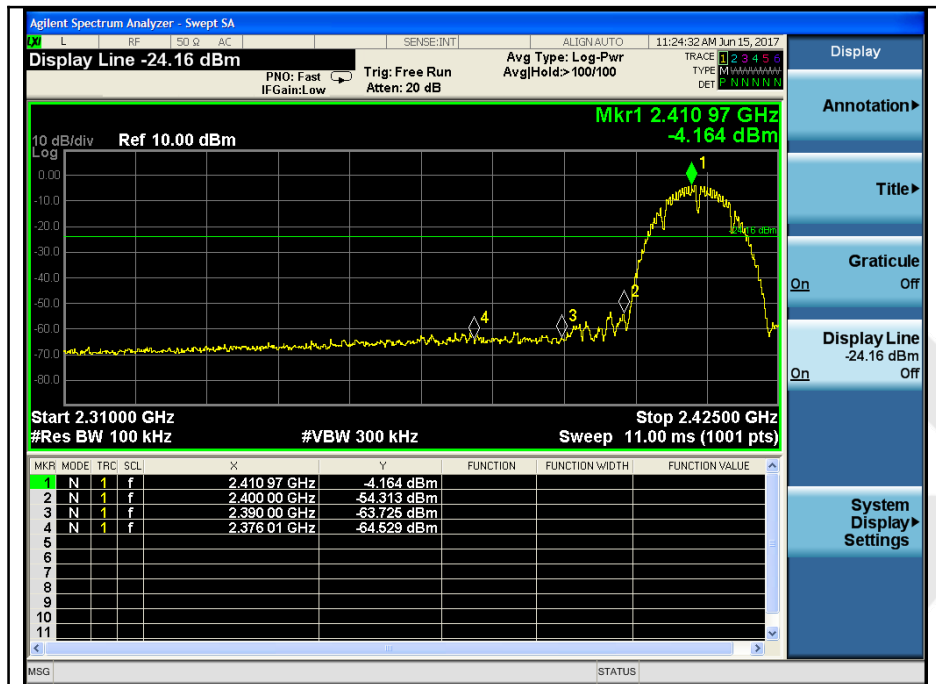 Agilent Spectrum Analyzer - Swept SA
LXI L RF 50 Ω AC SENSE:INT ALIGN AUTO 11:24:32 AM Jun 15, 2017
Display Line -24.16 dBm
PNO: Fast
IFGain:Low
Trig: Free Run
Atten: 20 dB
Avg Type: Log-Pwr
Avg|Hold:>100/100
TRACE 1 2 3 4 5 6
TYPE M W W W W W
DET P N N N N N
Mkr1 2.410 97 GHz
-4.164 dBm
10 dB/div Ref 10.00 dBm
Log
0.00
-10.0
-20.0
-30.0
-40.0
-50.0
-60.0
-70.0
-80.0
1
-24.16 dBm
2
3
4
Start 2.31000 GHz Stop 2.42500 GHz
#Res BW 100 kHz #VBW 300 kHz Sweep 11.00 ms (1001 pts)
MKR MODE TRC SCL X Y FUNCTION FUNCTION WIDTH FUNCTION VALUE
1 N 1 f 2.410 97 GHz -4.164 dBm
2 N 1 f 2.400 00 GHz -54.313 dBm
3 N 1 f 2.390 00 GHz -63.725 dBm
4 N 1 f 2.376 01 GHz -64.529 dBm
5
6
7
8
9
10
11
MSG STATUS
Display
Annotation
Title
Graticule
On Off
Display Line
-24.16 dBm
On Off
System
Display
Settings